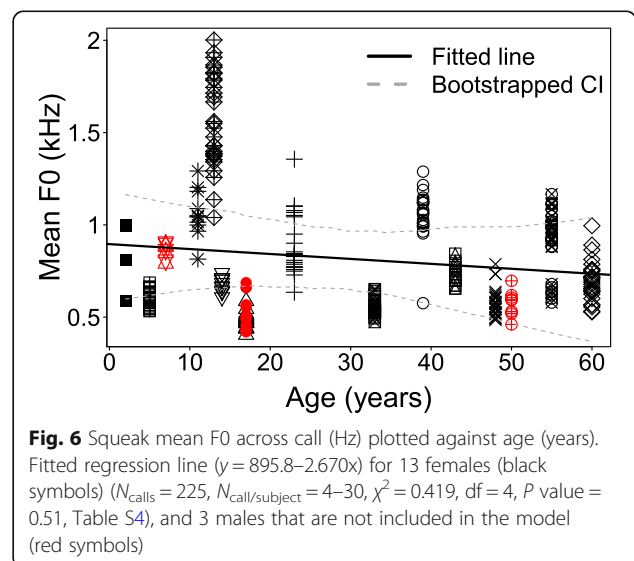 2
1.5
1
0.5
Mean F0 (kHz)
Fitted line
Bootstrapped CI
0 10 20 30 40 50 60
Age (years)
Fig. 6 Squeak mean F0 across call (Hz) plotted against age (years).
Fitted regression line (y = 895.8–2.670x) for 13 females (black
symbols) (Ncalls = 225, Ncall/subject = 4–30, χ² = 0.419, df = 4, P value =
0.51, Table S4), and 3 males that are not included in the model
(red symbols)